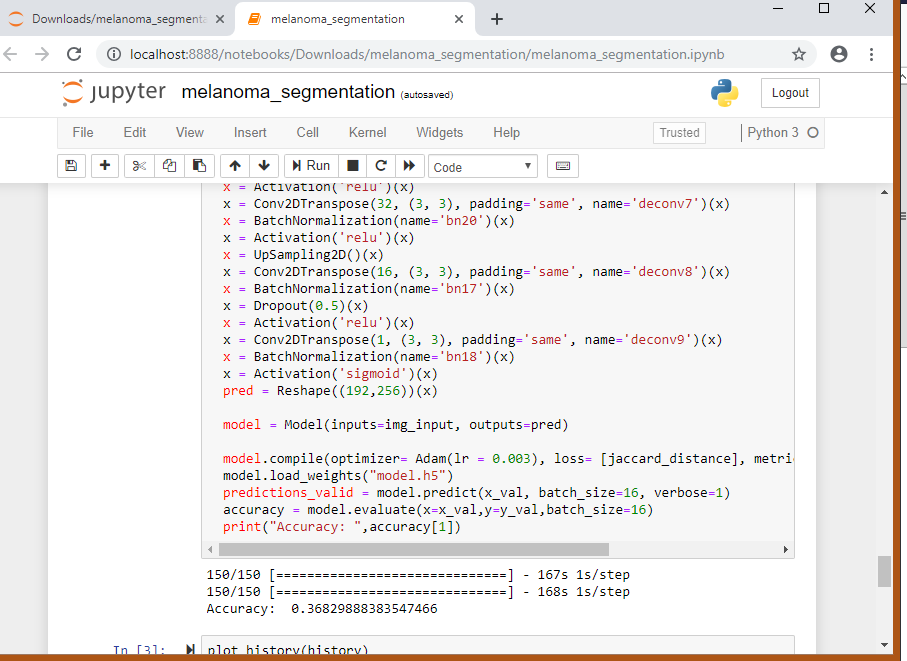 Downloads/melanoma_segmenta
melanoma_segmentation
localhost:8888/notebooks/Downloads/melanoma_segmentation/melanoma_segmentation.ipynb
jupyter melanoma_segmentation (autosaved)
Logout
File Edit View Insert Cell Kernel Widgets Help
Trusted
Python 3
Run
Code
x = Activation('relu')(x)
x = Conv2DTranspose(32, (3, 3), padding='same', name='deconv7')(x)
x = BatchNormalization(name='bn20')(x)
x = Activation('relu')(x)
x = UpSampling2D()(x)
x = Conv2DTranspose(16, (3, 3), padding='same', name='deconv8')(x)
x = BatchNormalization(name='bn17')(x)
x = Dropout(0.5)(x)
x = Activation('relu')(x)
x = Conv2DTranspose(1, (3, 3), padding='same', name='deconv9')(x)
x = BatchNormalization(name='bn18')(x)
x = Activation('sigmoid')(x)
pred = Reshape((192,256))(x)
model = Model(inputs=img_input, outputs=pred)
model.compile(optimizer= Adam(lr = 0.003), loss= [jaccard_distance], metri
model.load_weights("model.h5")
predictions_valid = model.predict(x_val, batch_size=16, verbose=1)
accuracy = model.evaluate(x=x_val,y=y_val,batch_size=16)
print("Accuracy: ",accuracy[1])
150/150 [==============================] - 167s 1s/step
150/150 [==============================] - 168s 1s/step
Accuracy:  0.36829888383547466
In [3]: plot_history(history)